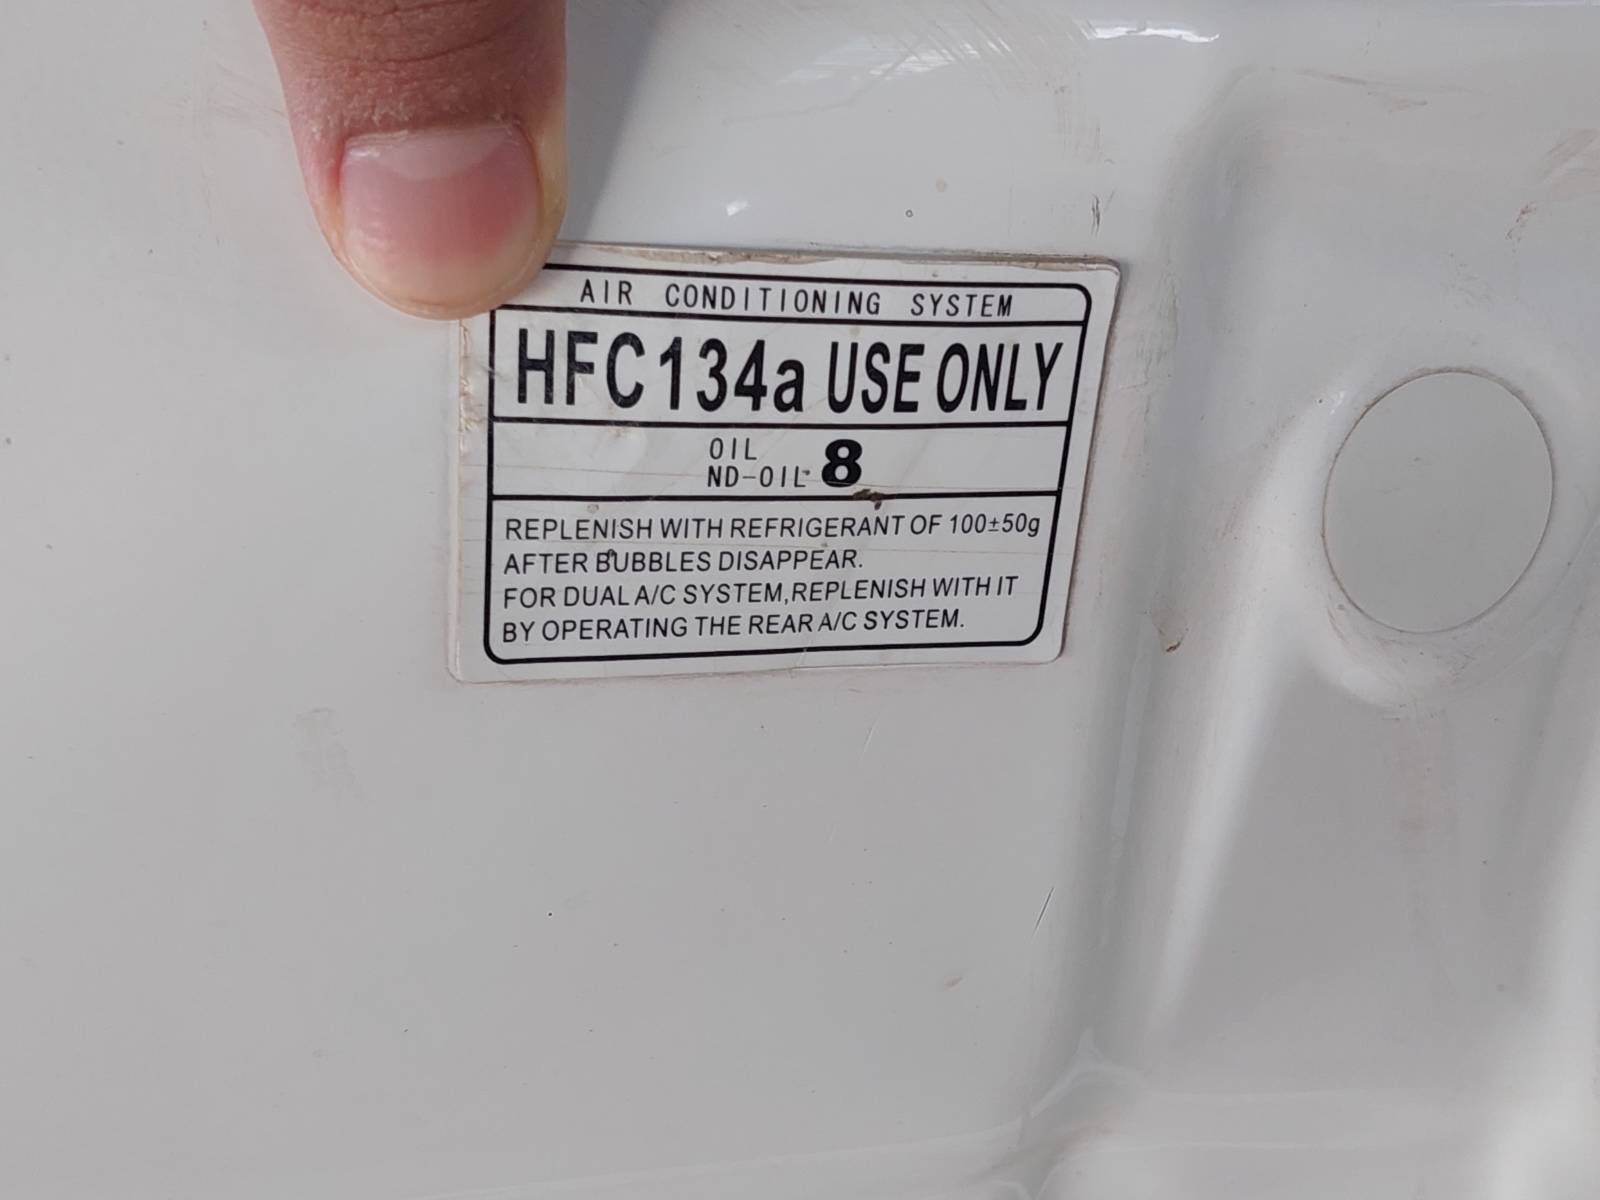 AIR CONDITIONING SYSTEM
HFC134a USE ONLY
OIL
ND-OIL 8
REPLENISH WITH REFRIGERANT OF 100±50g
AFTER BUBBLES DISAPPEAR.
FOR DUAL A/C SYSTEM,REPLENISH WITH IT
BY OPERATING THE REAR A/C SYSTEM.